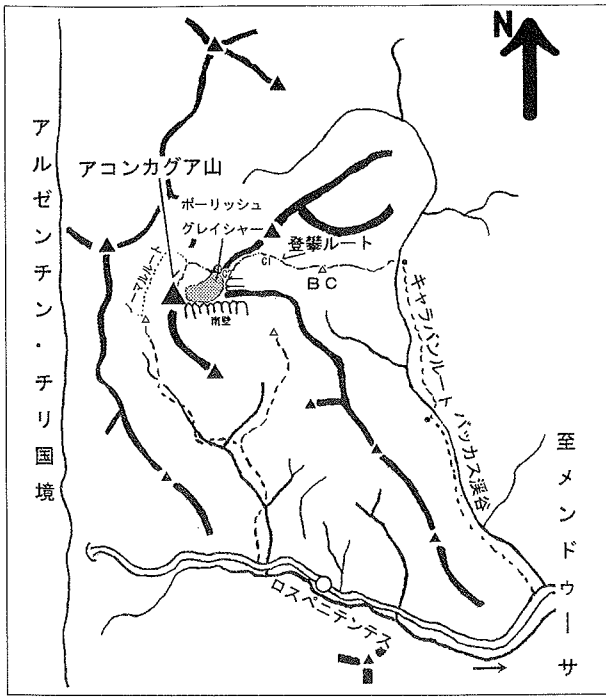 N
アルゼンチン・チリ国境
アコンカグア山
ポーリッシュ
グレイシャー
登攀ルート
C1
BC
ノーマルルート
南壁
キャラバンルート バッカス渓谷
至メンドゥーサ
ロスペニテンテス